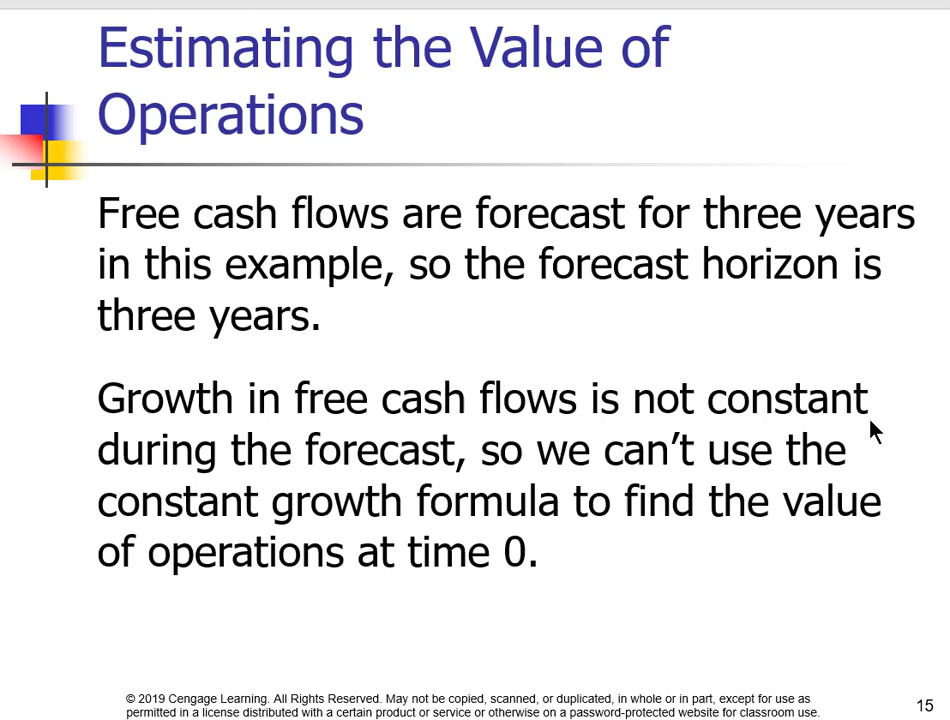 Estimating the Value of
Operations
Free cash flows are forecast for three years
in this example, so the forecast horizon is
three years.
Growth in free cash flows is not constant
during the forecast, so we can’t use the
constant growth formula to find the value
of operations at time 0.
© 2019 Cengage Learning. All Rights Reserved. May not be copied, scanned, or duplicated, in whole or in part, except for use as
permitted in a license distributed with a certain product or service or otherwise on a password-protected website for classroom use.
15